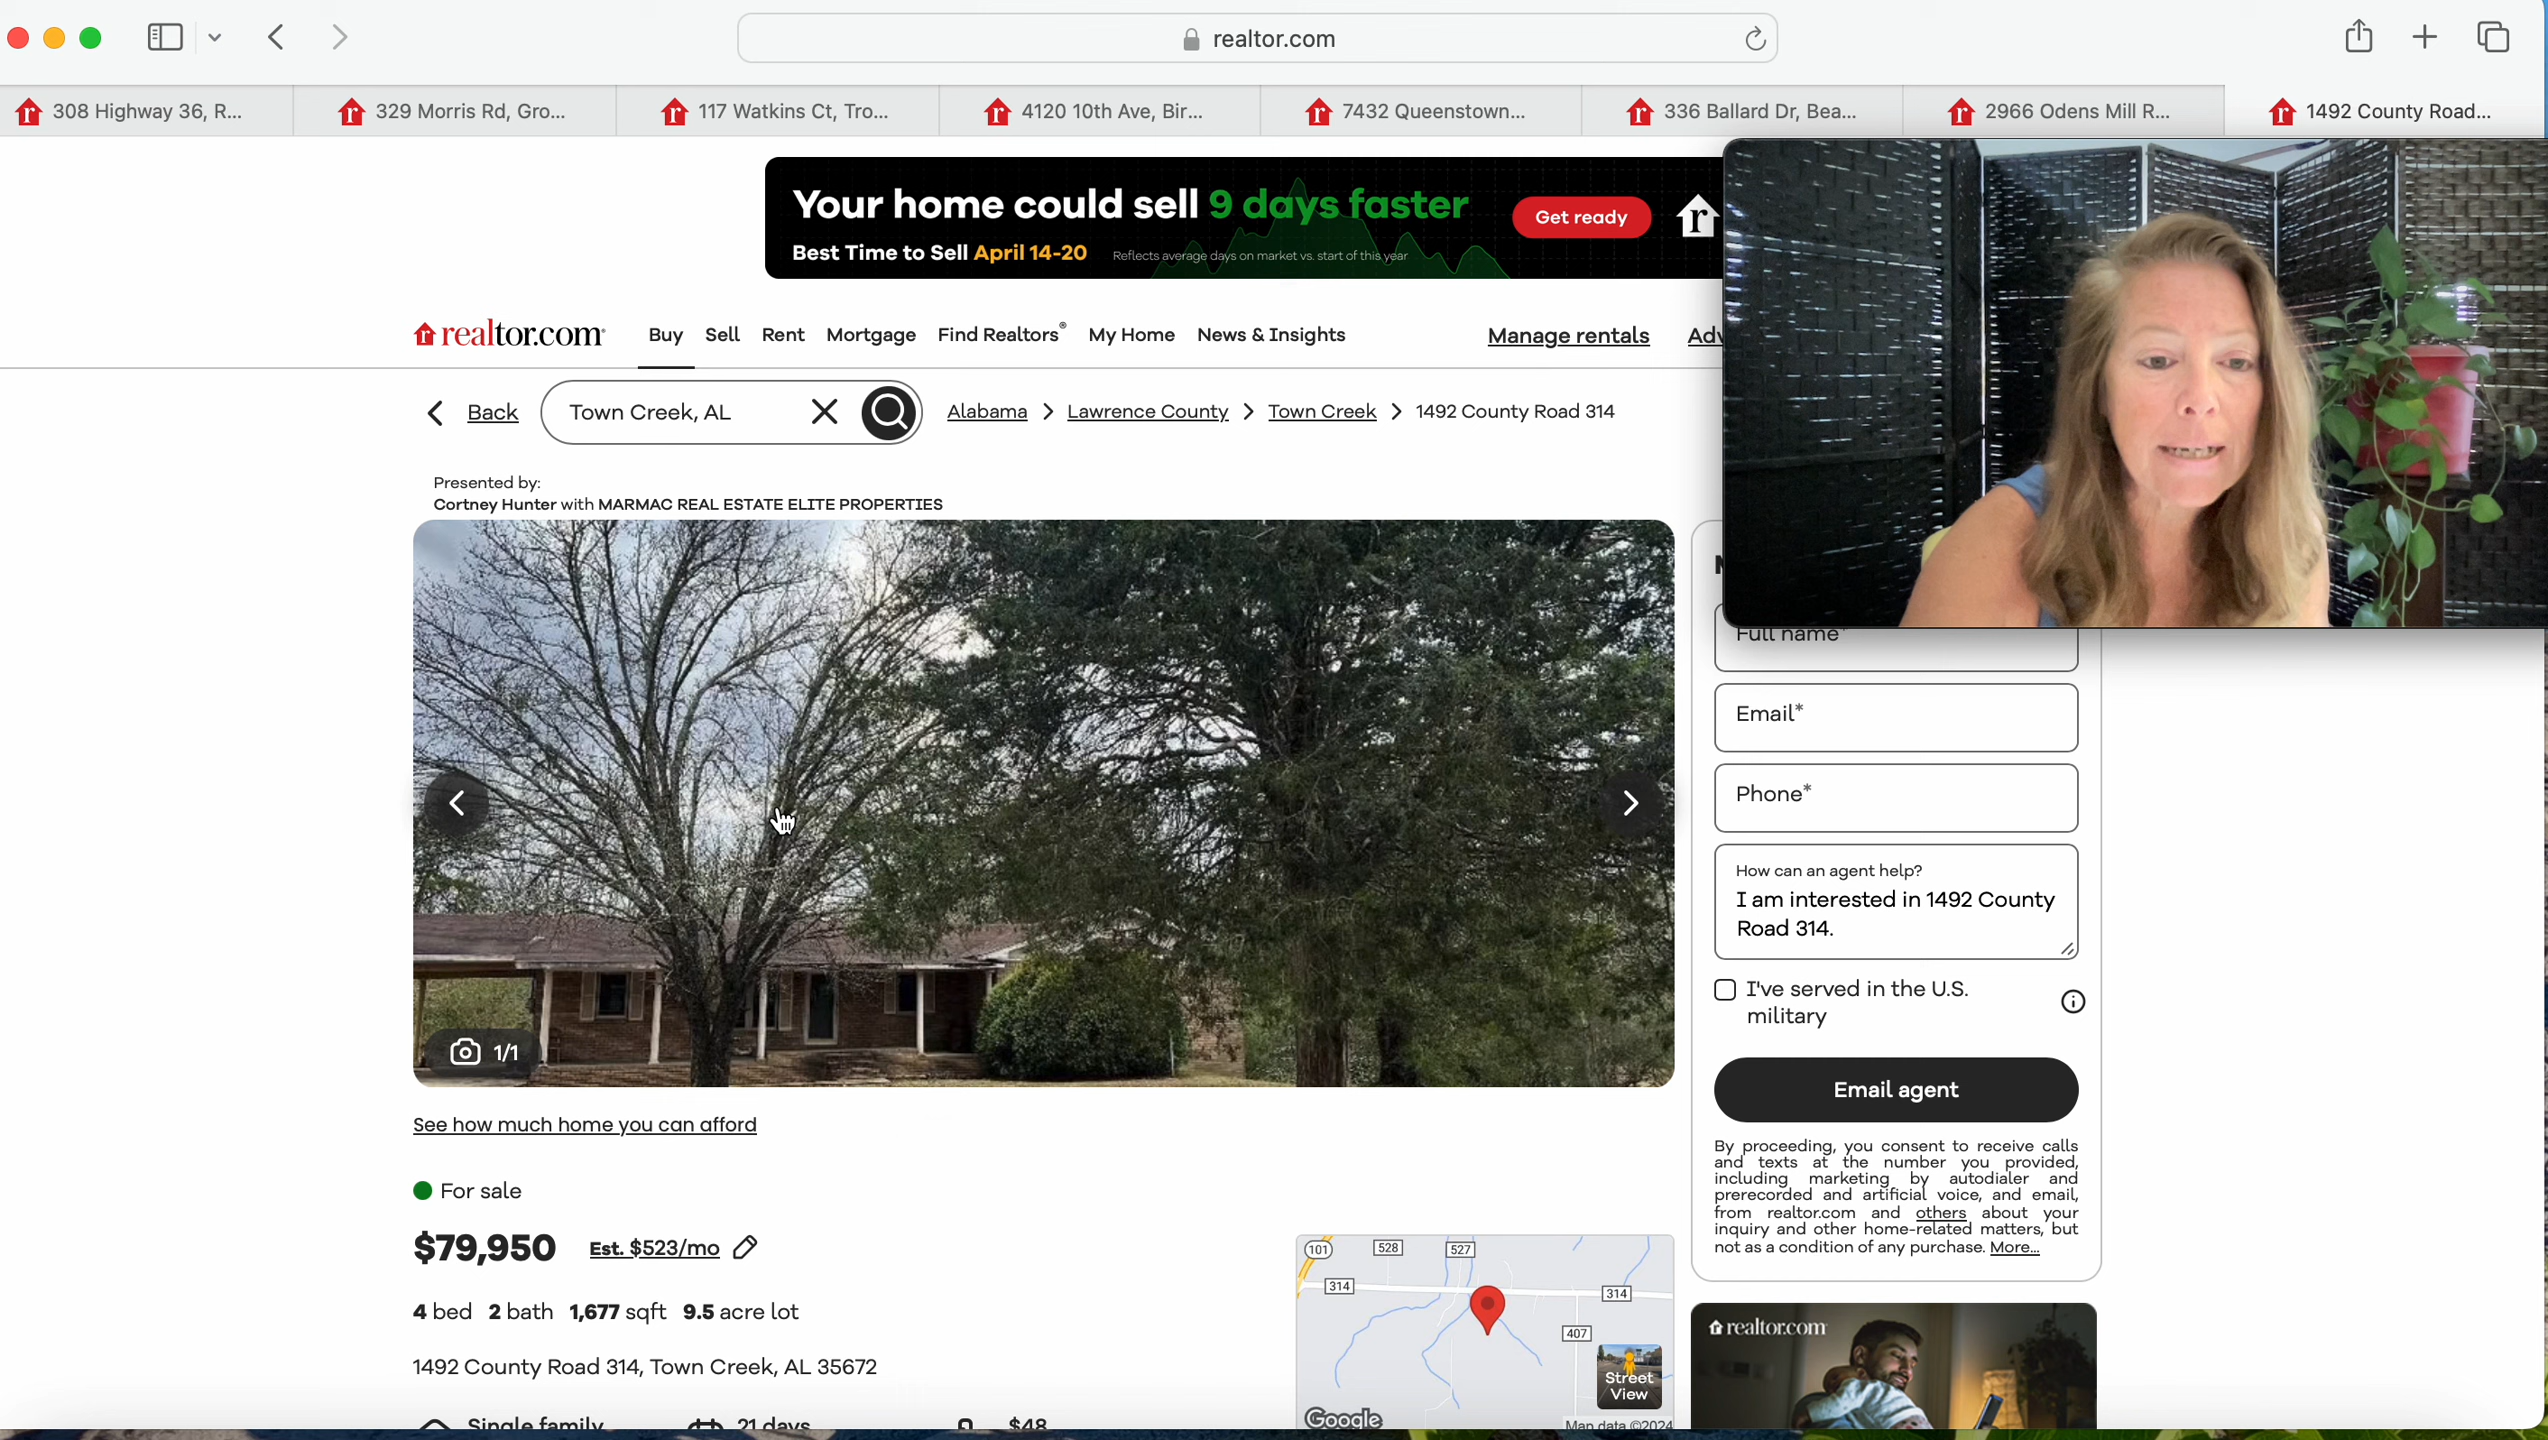 realtor.com
308 Highway 36, R...
329 Morris Rd, Gro...
117 Watkins Ct, Tro...
4120 10th Ave, Bir...
7432 Queenstown...
336 Ballard Dr, Bea...
2966 Odens Mill R...
1492 County Road...
Your home could sell 9 days faster
Best Time to Sell April 14-20
Reflects average days on market vs. start of this year
Get ready
realtor.com®
Buy
Sell
Rent
Mortgage
Find Realtors®
My Home
News & Insights
Manage rentals
Back
Town Creek, AL
Alabama > Lawrence County > Town Creek > 1492 County Road 314
Presented by:
Cortney Hunter with MARMAC REAL ESTATE ELITE PROPERTIES
1/1
See how much home you can afford
For sale
$79,950 Est. $523/mo
4 bed 2 bath 1,677 sqft 9.5 acre lot
1492 County Road 314, Town Creek, AL 35672
Single family
21 days
$48
101
528
527
314
314
407
Street
View
Google
Map data ©2024
Full name*
Email*
Phone*
How can an agent help?
I am interested in 1492 County
Road 314.
I've served in the U.S.
military
Email agent
By proceeding, you consent to receive calls
and texts at the number you provided,
including marketing by autodialer and
prerecorded and artificial voice, and email,
from realtor.com and others about your
inquiry and other home-related matters, but
not as a condition of any purchase. More...
realtor.com